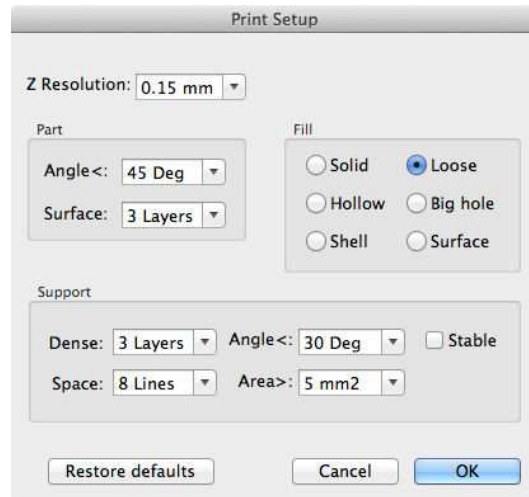 Print Setup
Z Resolution: 0.15 mm
Part
Angle<: 45 Deg
Surface: 3 Layers
Fill
Solid Loose
Hollow Big hole
Shell Surface
Support
Dense: 3 Layers Angle<: 30 Deg Stable
Space: 8 Lines Area>: 5 mm2
Restore defaults Cancel OK